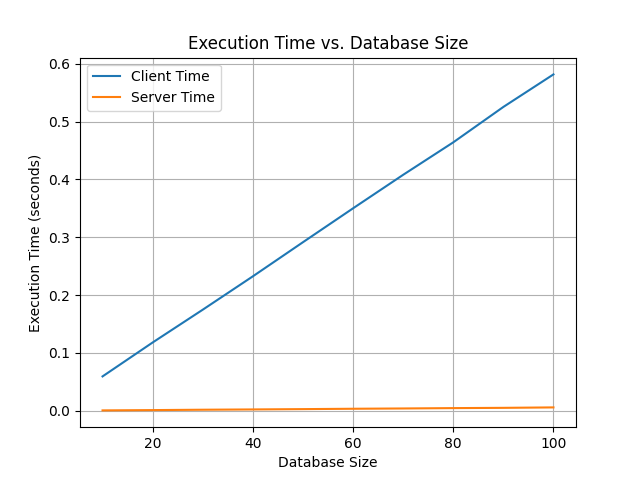 Execution Time vs. Database Size
Client Time
Server Time
Execution Time (seconds)
0.6
0.5
0.4
0.3
0.2
0.1
0.0
20 40 60 80 100
Database Size